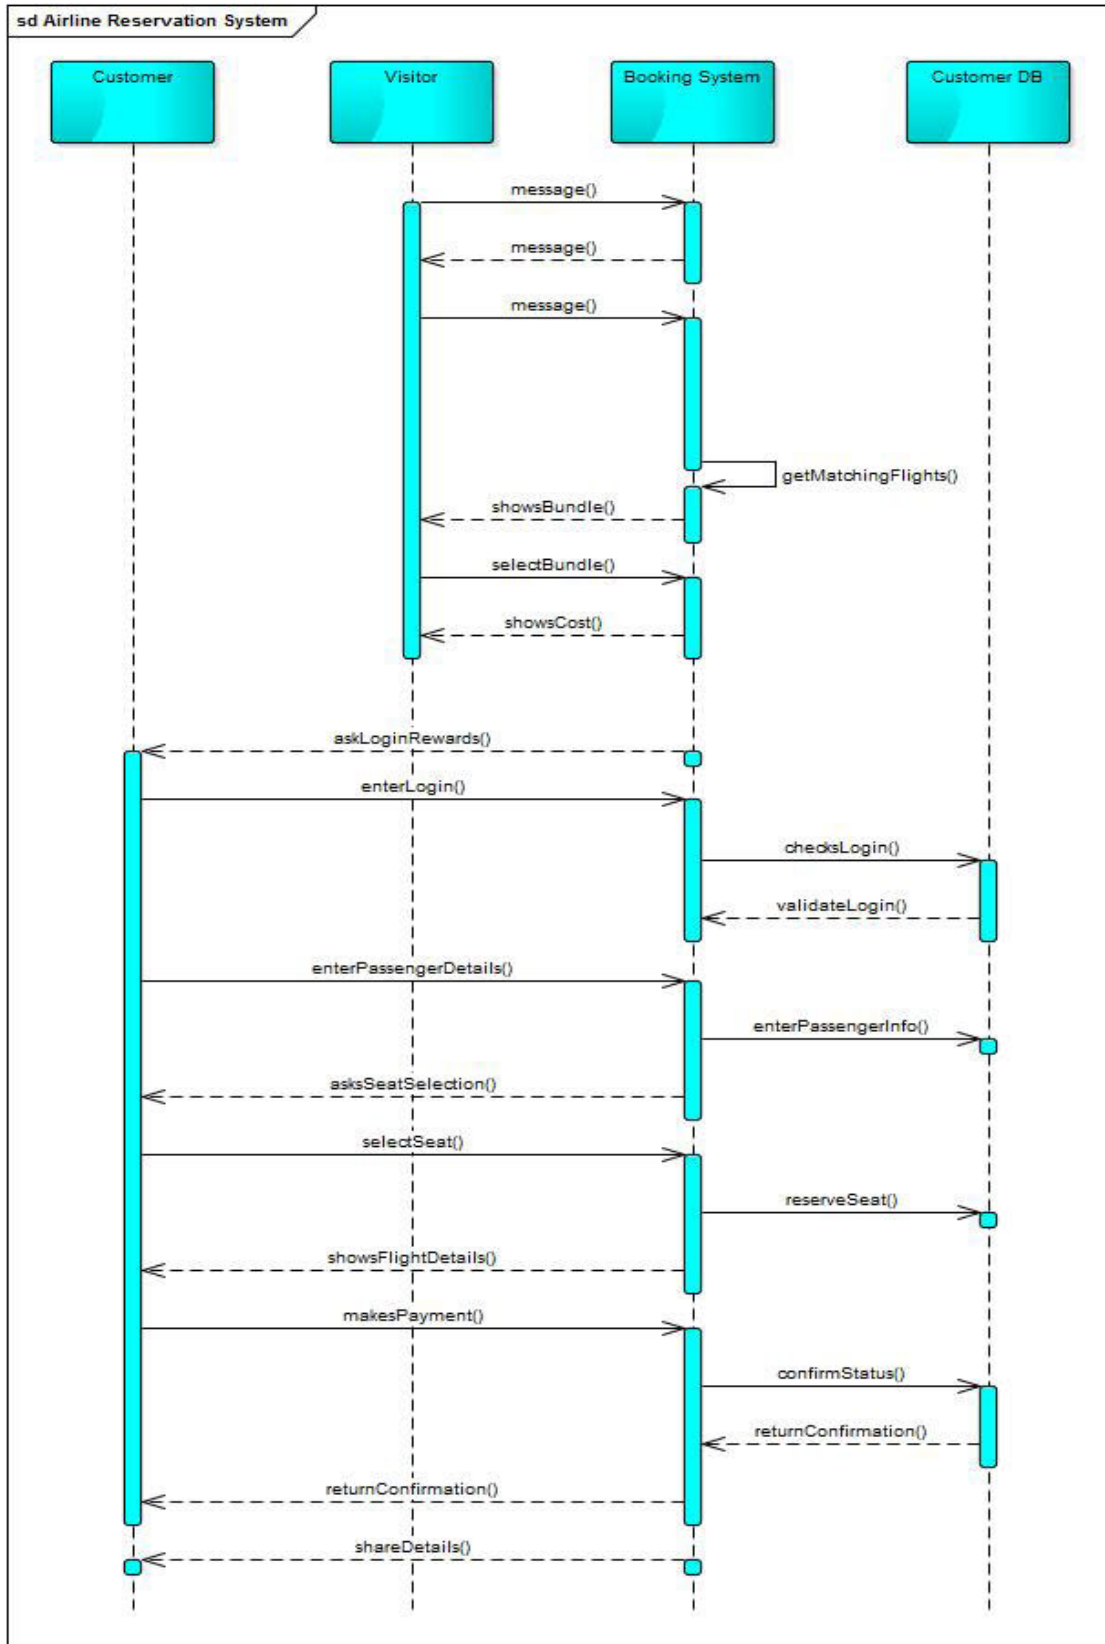 sd Airline Reservation System
Customer
Visitor
Booking System
Customer DB
message()
message()
message()
getMatchingFlights()
showsBundle()
selectBundle()
showsCost()
askLoginRewards()
enterLogin()
checksLogin()
validateLogin()
enterPassengerDetails()
enterPassengerInfo()
asksSeatSelection()
selectSeat()
reserveSeat()
showsFlightDetails()
makesPayment()
confirmStatus()
returnConfirmation()
returnConfirmation()
shareDetails()